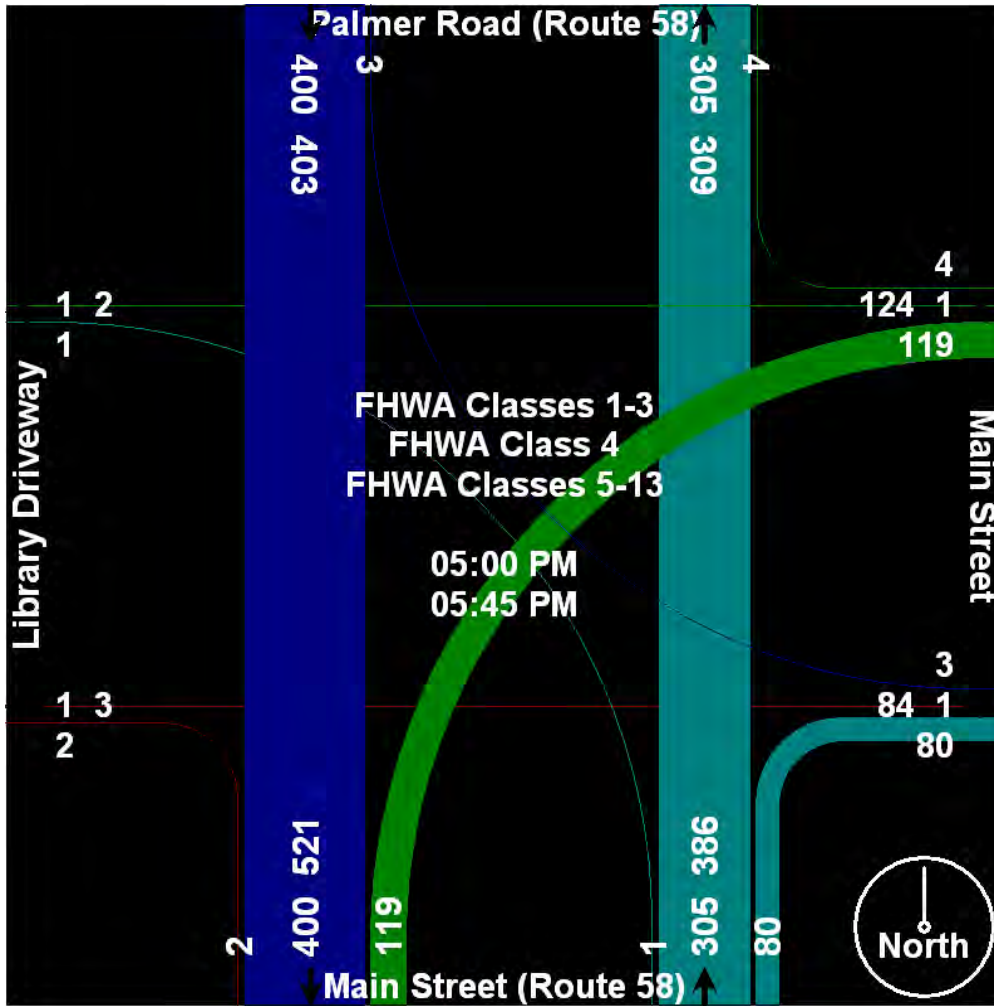 Palmer Road (Route 58)
400 3 305 4
403 309
4
1 2 124 1
1 119
Library Driveway
FHWA Classes 1-3
FHWA Class 4
FHWA Classes 5-13
Main Street
05:00 PM
05:45 PM
3
1 3 84 1
2 80
521 386
2 400 119 1 305 80
North
Main Street (Route 58)